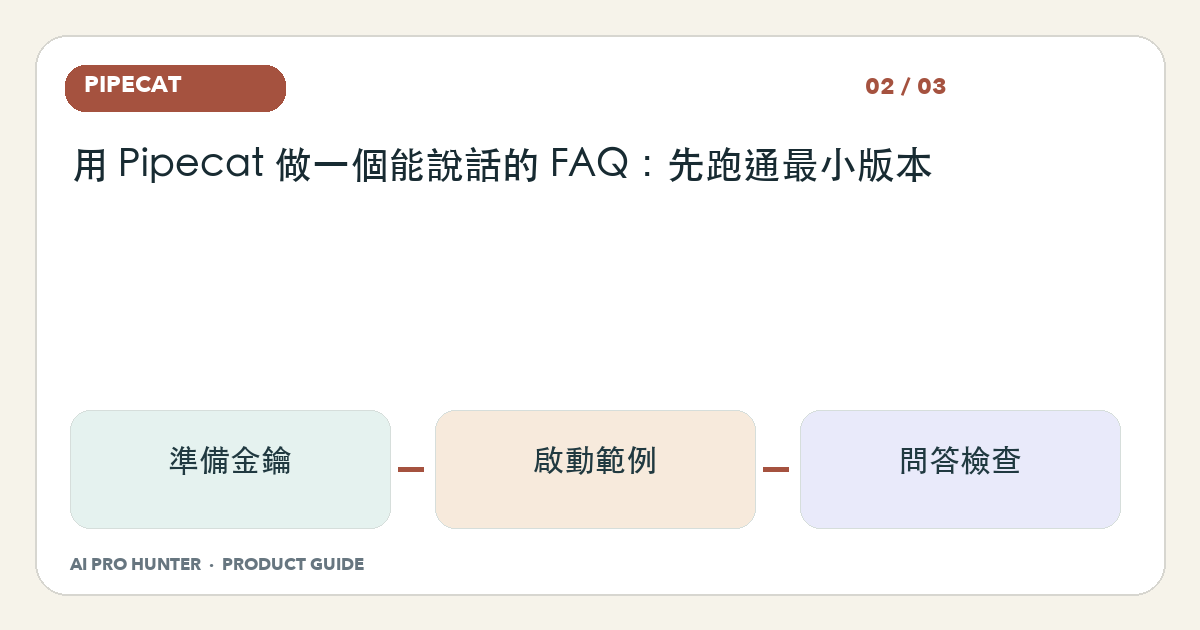 PIPECAT
02 / 03
用 Pipecat 做一個能說話的 FAQ：先跑通最小版本
準備金鑰
啟動範例
問答檢查
AI PRO HUNTER · PRODUCT GUIDE